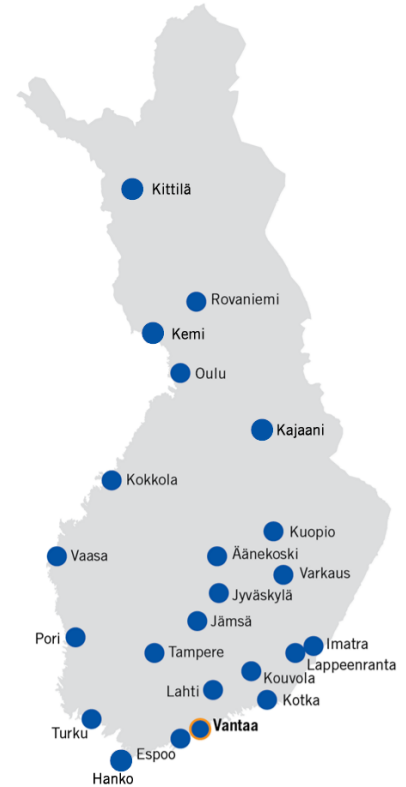 Kittilä
Rovaniemi
Kemi
Oulu
Kajaani
Kokkola
Kuopio
Äänekoski
Vaasa
Varkaus
Jyväskylä
Jämsä
Pori
Imatra
Tampere
Lappeenranta
Kouvola
Lahti
Kotka
Vantaa
Turku
Espoo
Hanko